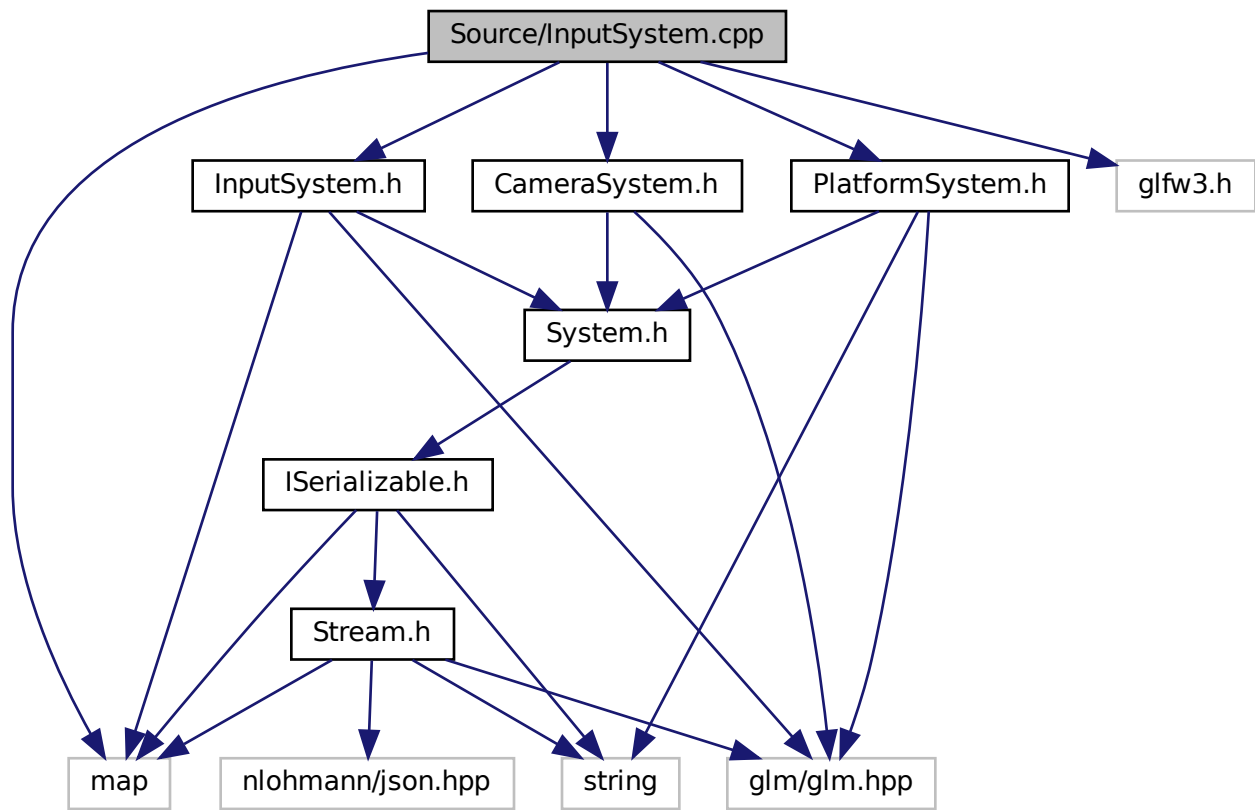 Source/InputSystem.cpp
InputSystem.h
CameraSystem.h
PlatformSystem.h
glfw3.h
System.h
ISerializable.h
Stream.h
map
nlohmann/json.hpp
string
glm/glm.hpp